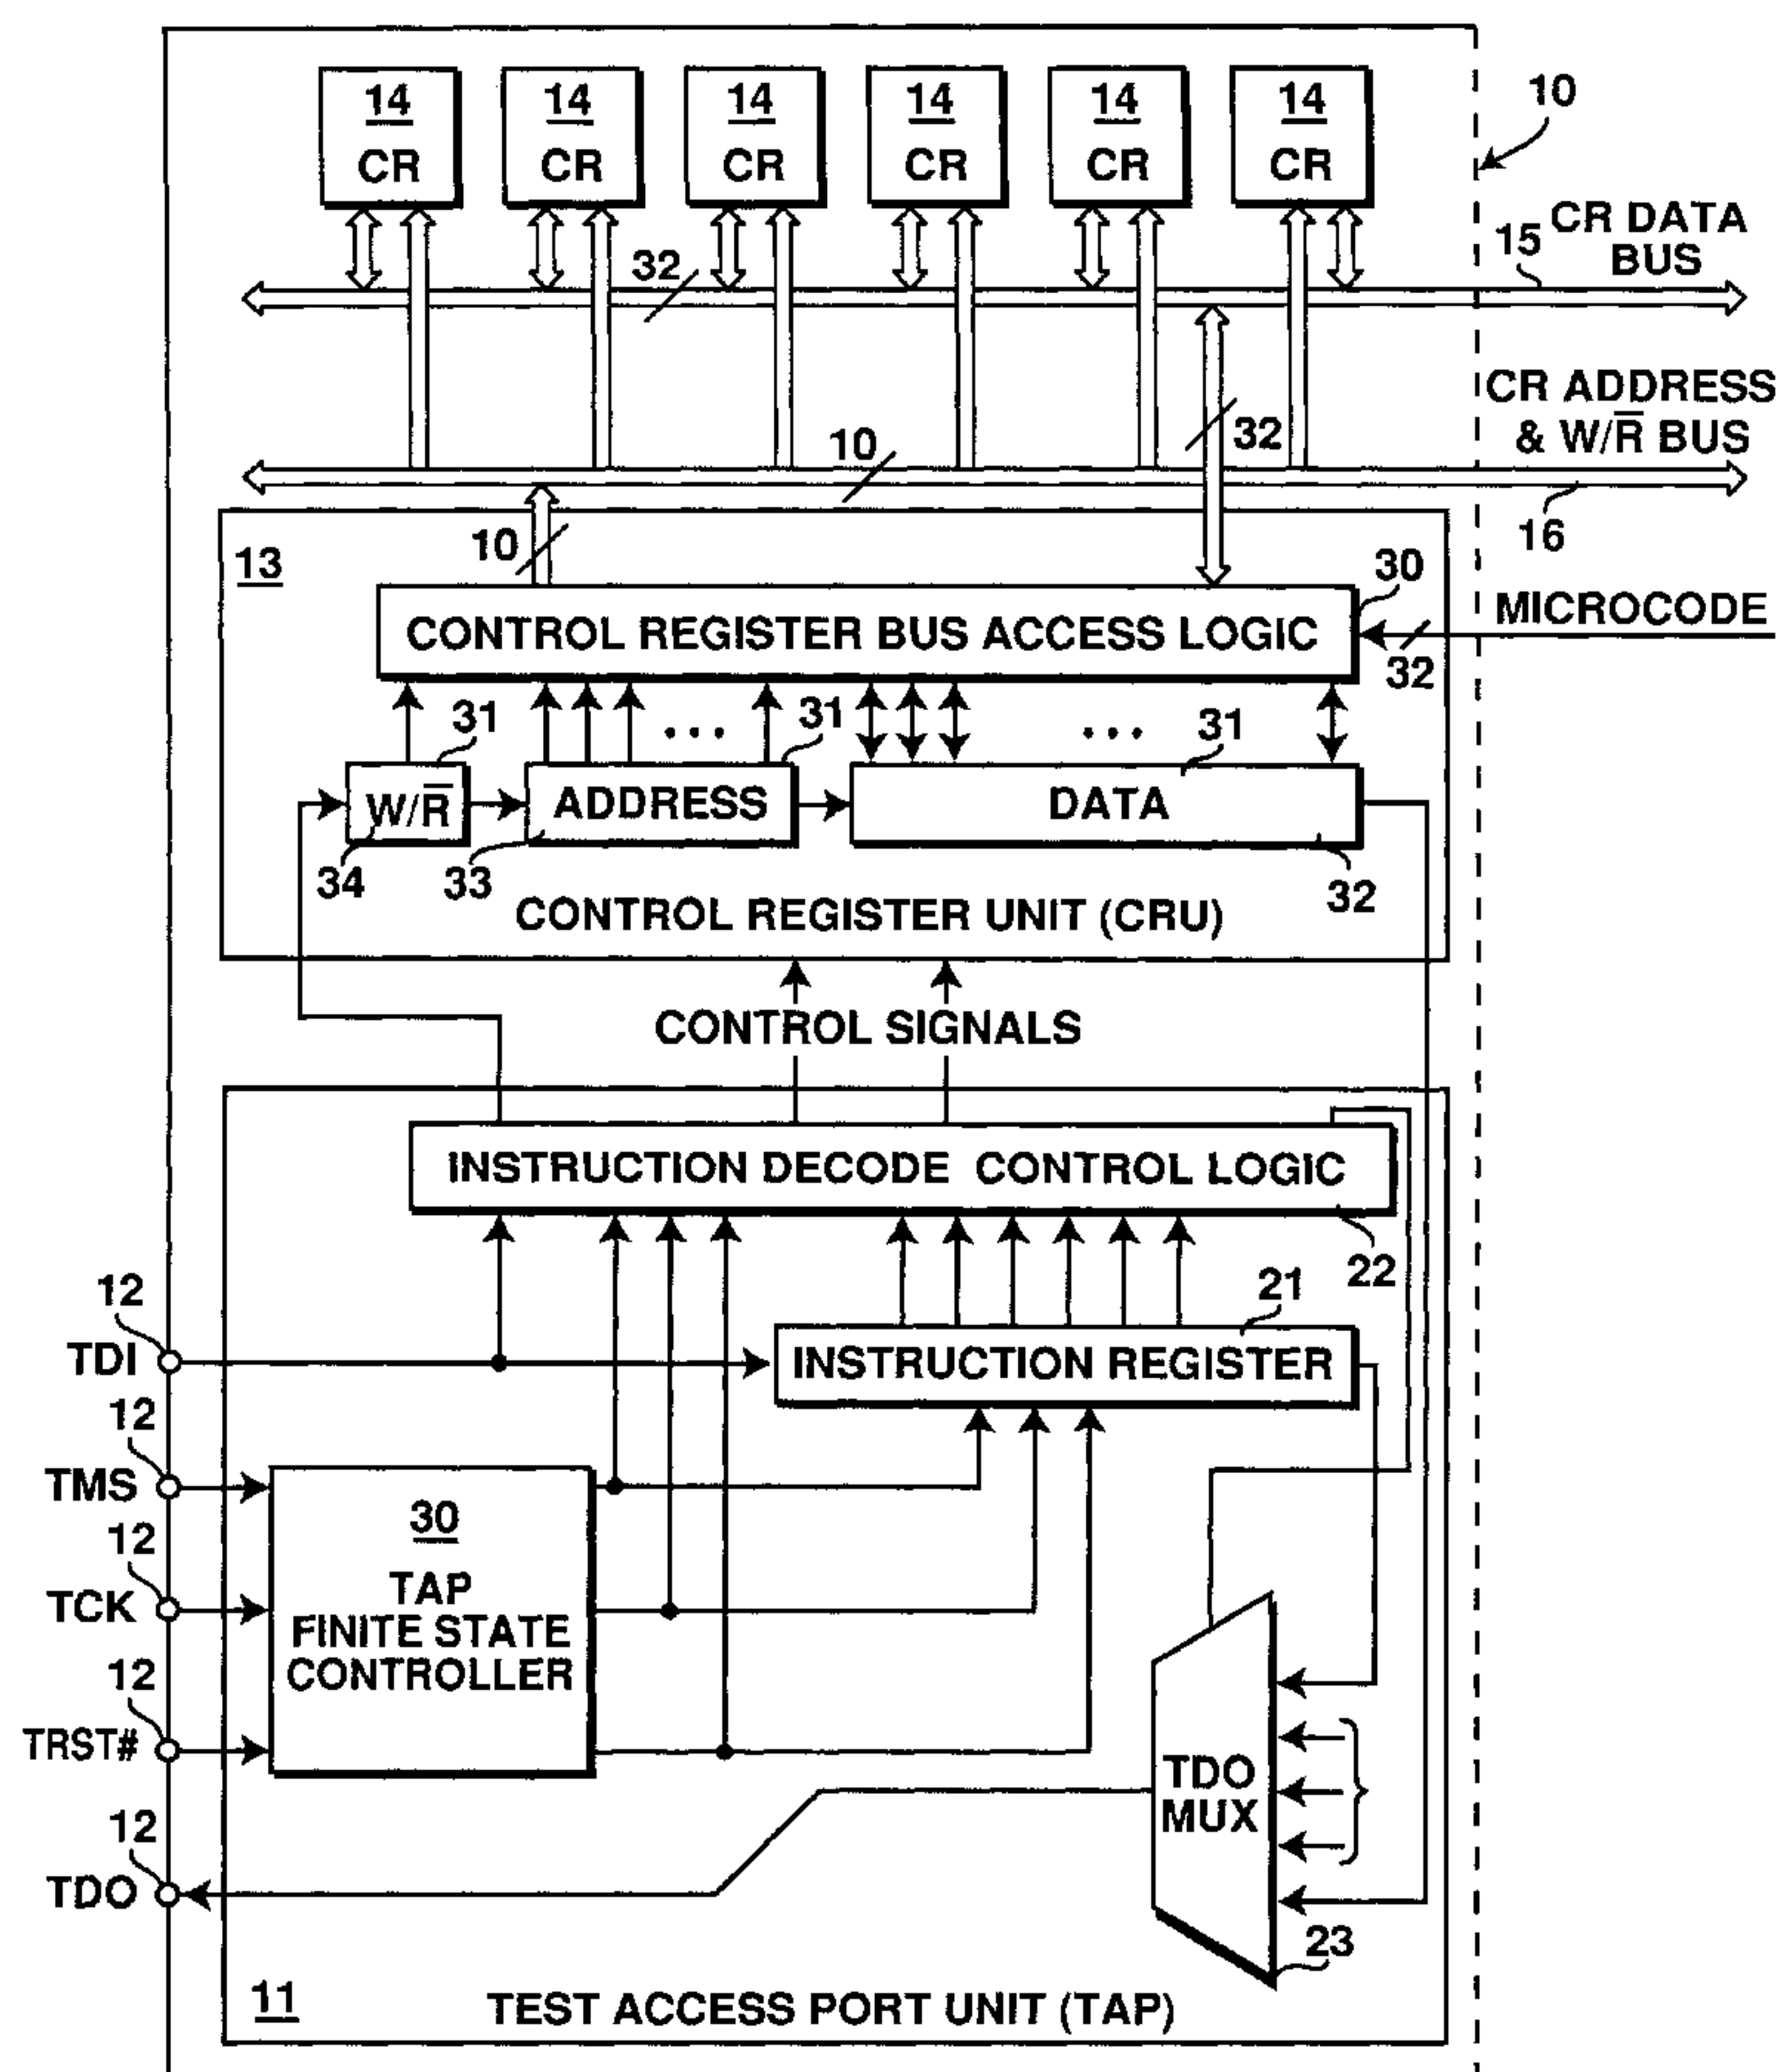 14 14 14 14 14 14
CR CR CR CR CR CR
10
CR DATA
BUS
15
32
CR ADDRESS
& W/R̅ BUS
32
10
16
13
10
30
MICROCODE
CONTROL REGISTER BUS ACCESS LOGIC
32
31
• • •
31
• • •
31
W/R̅
ADDRESS
DATA
34
33
32
CONTROL REGISTER UNIT (CRU)
CONTROL SIGNALS
INSTRUCTION DECODE CONTROL LOGIC
22
21
12
TDI
INSTRUCTION REGISTER
12
TMS
30
TAP
FINITE STATE
CONTROLLER
12
TCK
12
TRST#
TDO
MUX
12
TDO
23
11
TEST ACCESS PORT UNIT (TAP)